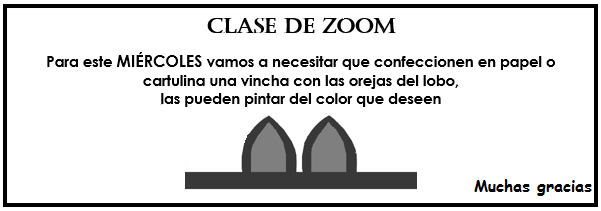 CLASE DE ZOOM
Para este MIÉRCOLES vamos a necesitar que confeccionen en papel o
cartulina una vincha con las orejas del lobo,
las pueden pintar del color que deseen
Muchas gracias